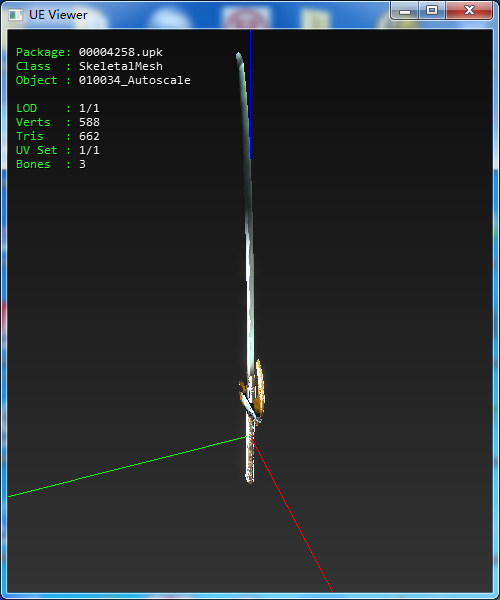 UE Viewer
Package: 00004258.upk
Class : SkeletalMesh
Object : 010034_Autoscale
LOD : 1/1
Verts : 588
Tris : 662
UV Set : 1/1
Bones : 3